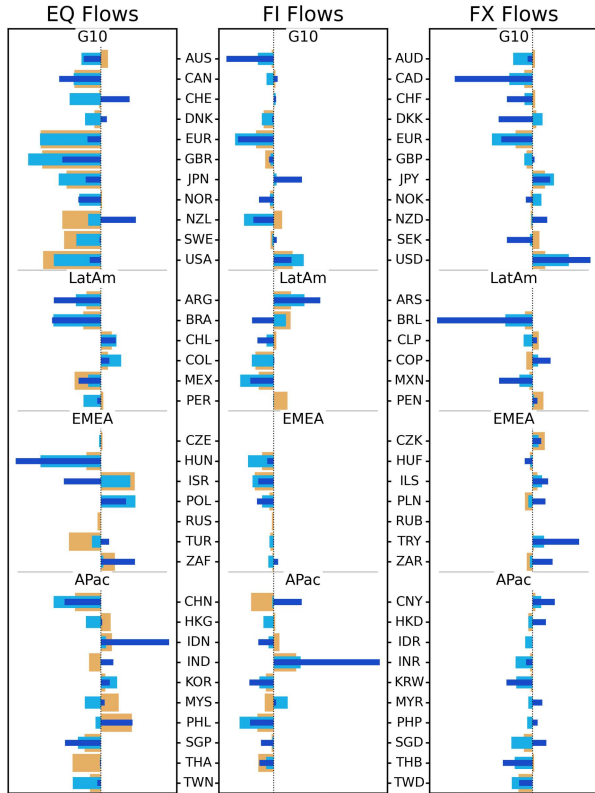 EQ Flows FI Flows FX Flows
G10 G10 G10
AUS AUD
CAN CAD
CHE CHF
DNK DKK
EUR EUR
GBR GBP
JPN JPY
NOR NOK
NZL NZD
SWE SEK
USA USD
LatAm LatAm LatAm
ARG ARS
BRA BRL
CHL CLP
COL COP
MEX MXN
PER PEN
EMEA EMEA EMEA
CZE CZK
HUN HUF
ISR ILS
POL PLN
RUS RUB
TUR TRY
ZAF ZAR
APac APac APac
CHN CNY
HKG HKD
IDN IDR
IND INR
KOR KRW
MYS MYR
PHL PHP
SGP SGD
THA THB
TWN TWD